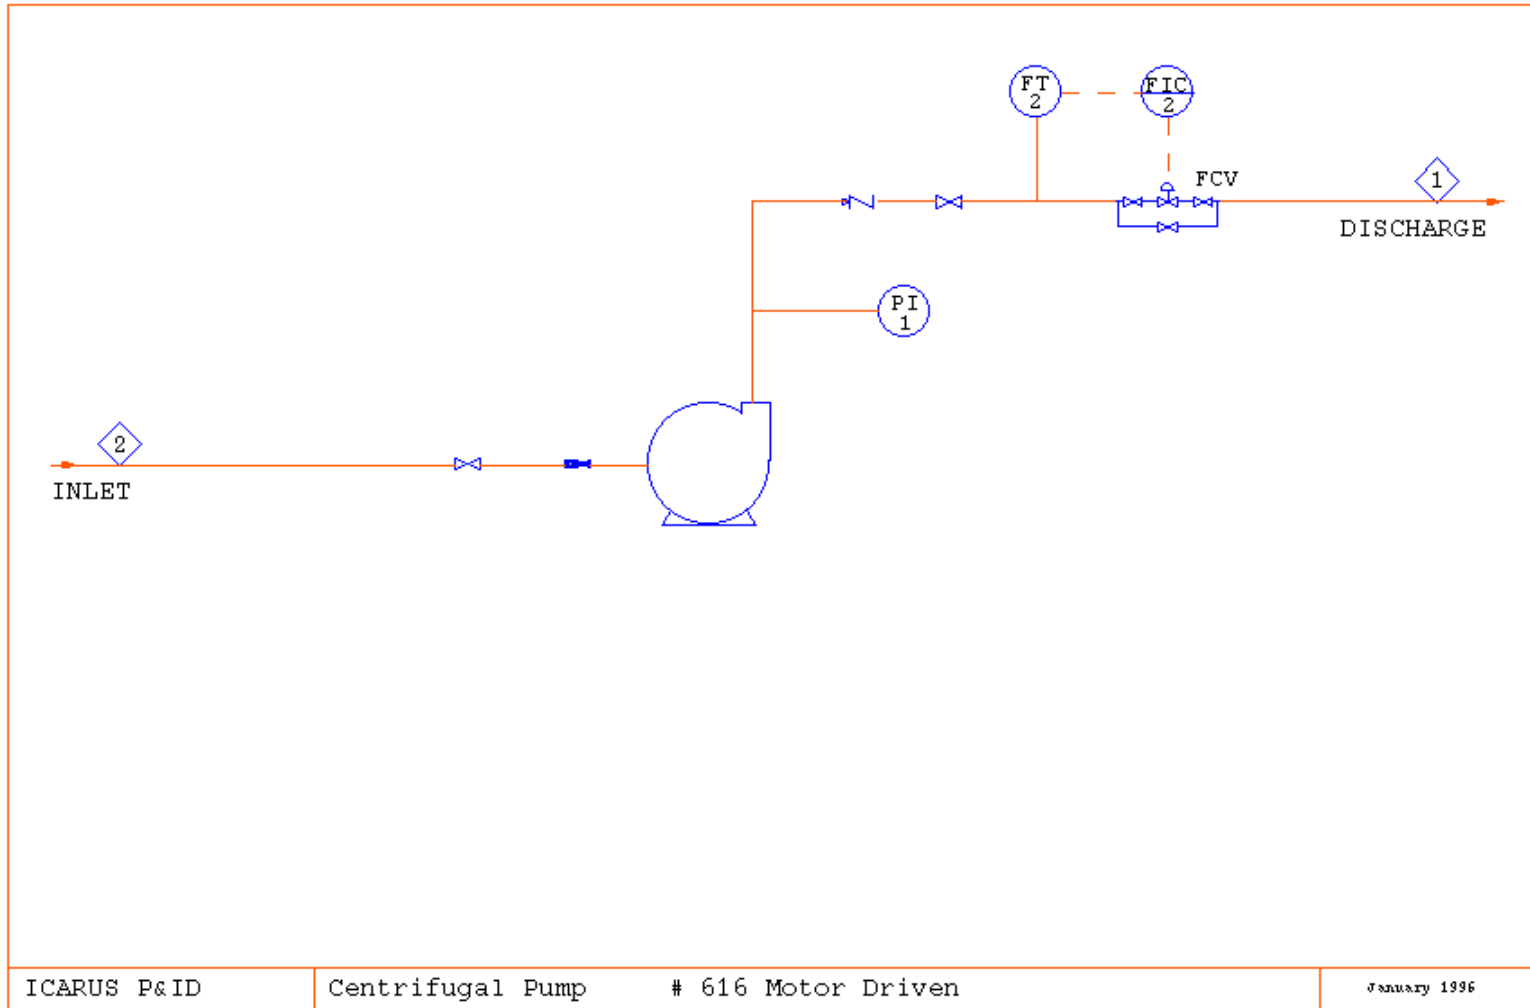 FT
2
FIC
2
FCV
1
DISCHARGE
PI
1
2
INLET
ICARUS P&ID
Centrifugal Pump # 616 Motor Driven
January 1996